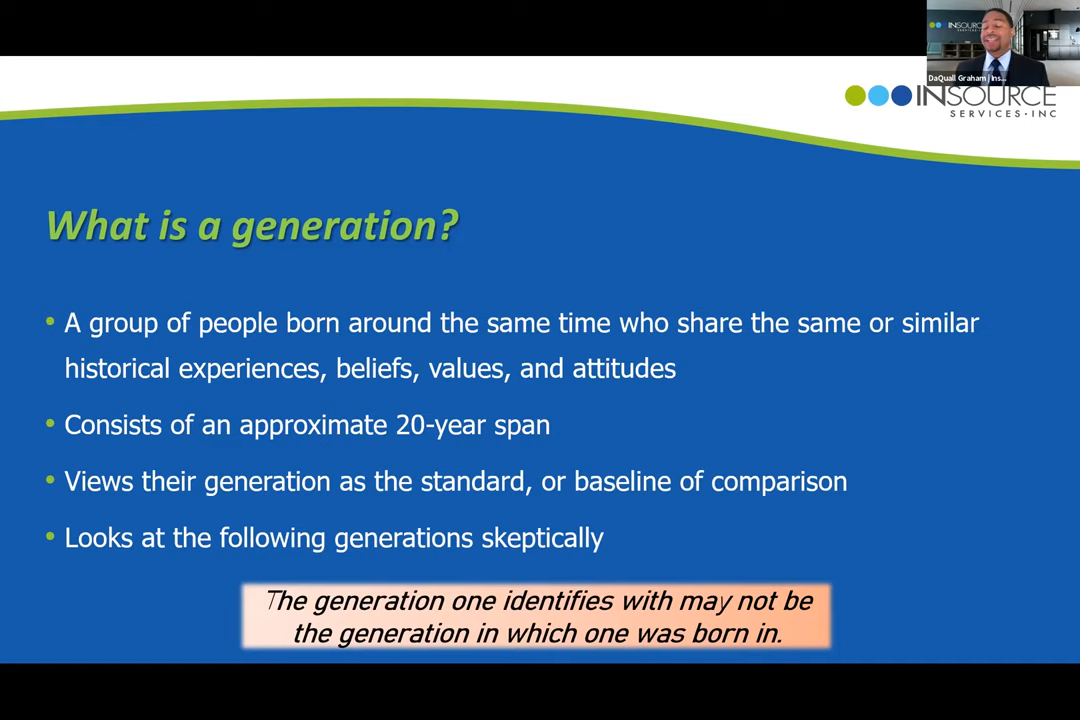 INSOURC
DaQuall Graham / Ins...
INSOURCE
SERVICES • INC
What is a generation?
• A group of people born around the same time who share the same or similar
historical experiences, beliefs, values, and attitudes
• Consists of an approximate 20-year span
• Views their generation as the standard, or baseline of comparison
• Looks at the following generations skeptically
The generation one identifies with may not be
the generation in which one was born in.